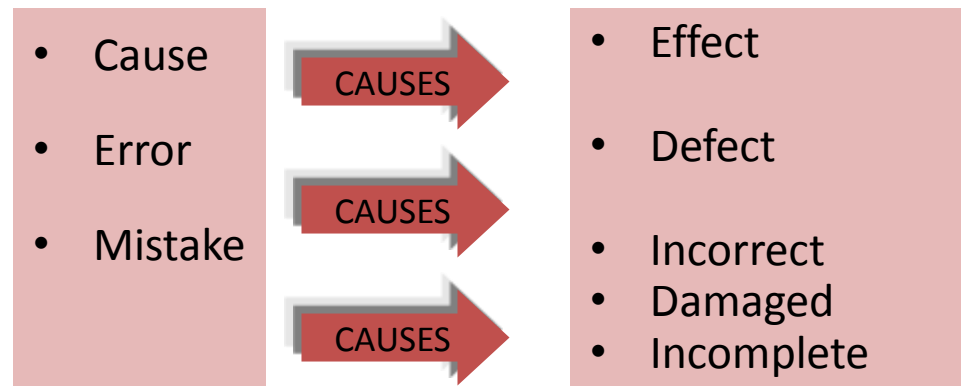 • Cause
• Error
• Mistake
CAUSES
CAUSES
CAUSES
• Effect
• Defect
• Incorrect
• Damaged
• Incomplete